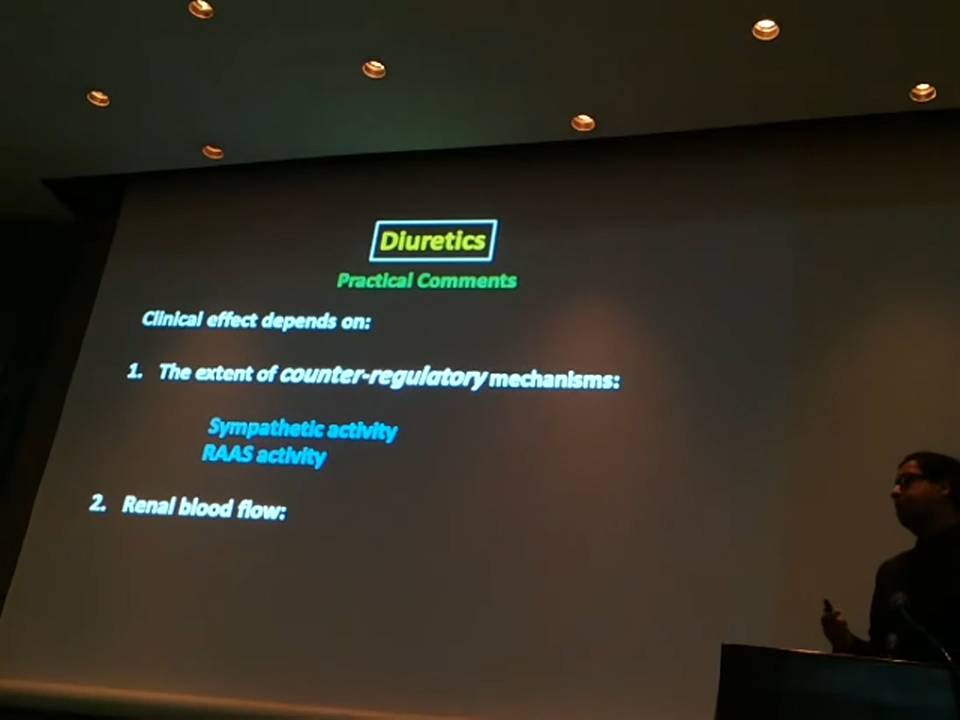 Diuretics
Practical Comments
Clinical effect depends on:
1. The extent of counter-regulatory mechanisms:
Sympathetic activity
RAAS activity
2. Renal blood flow: